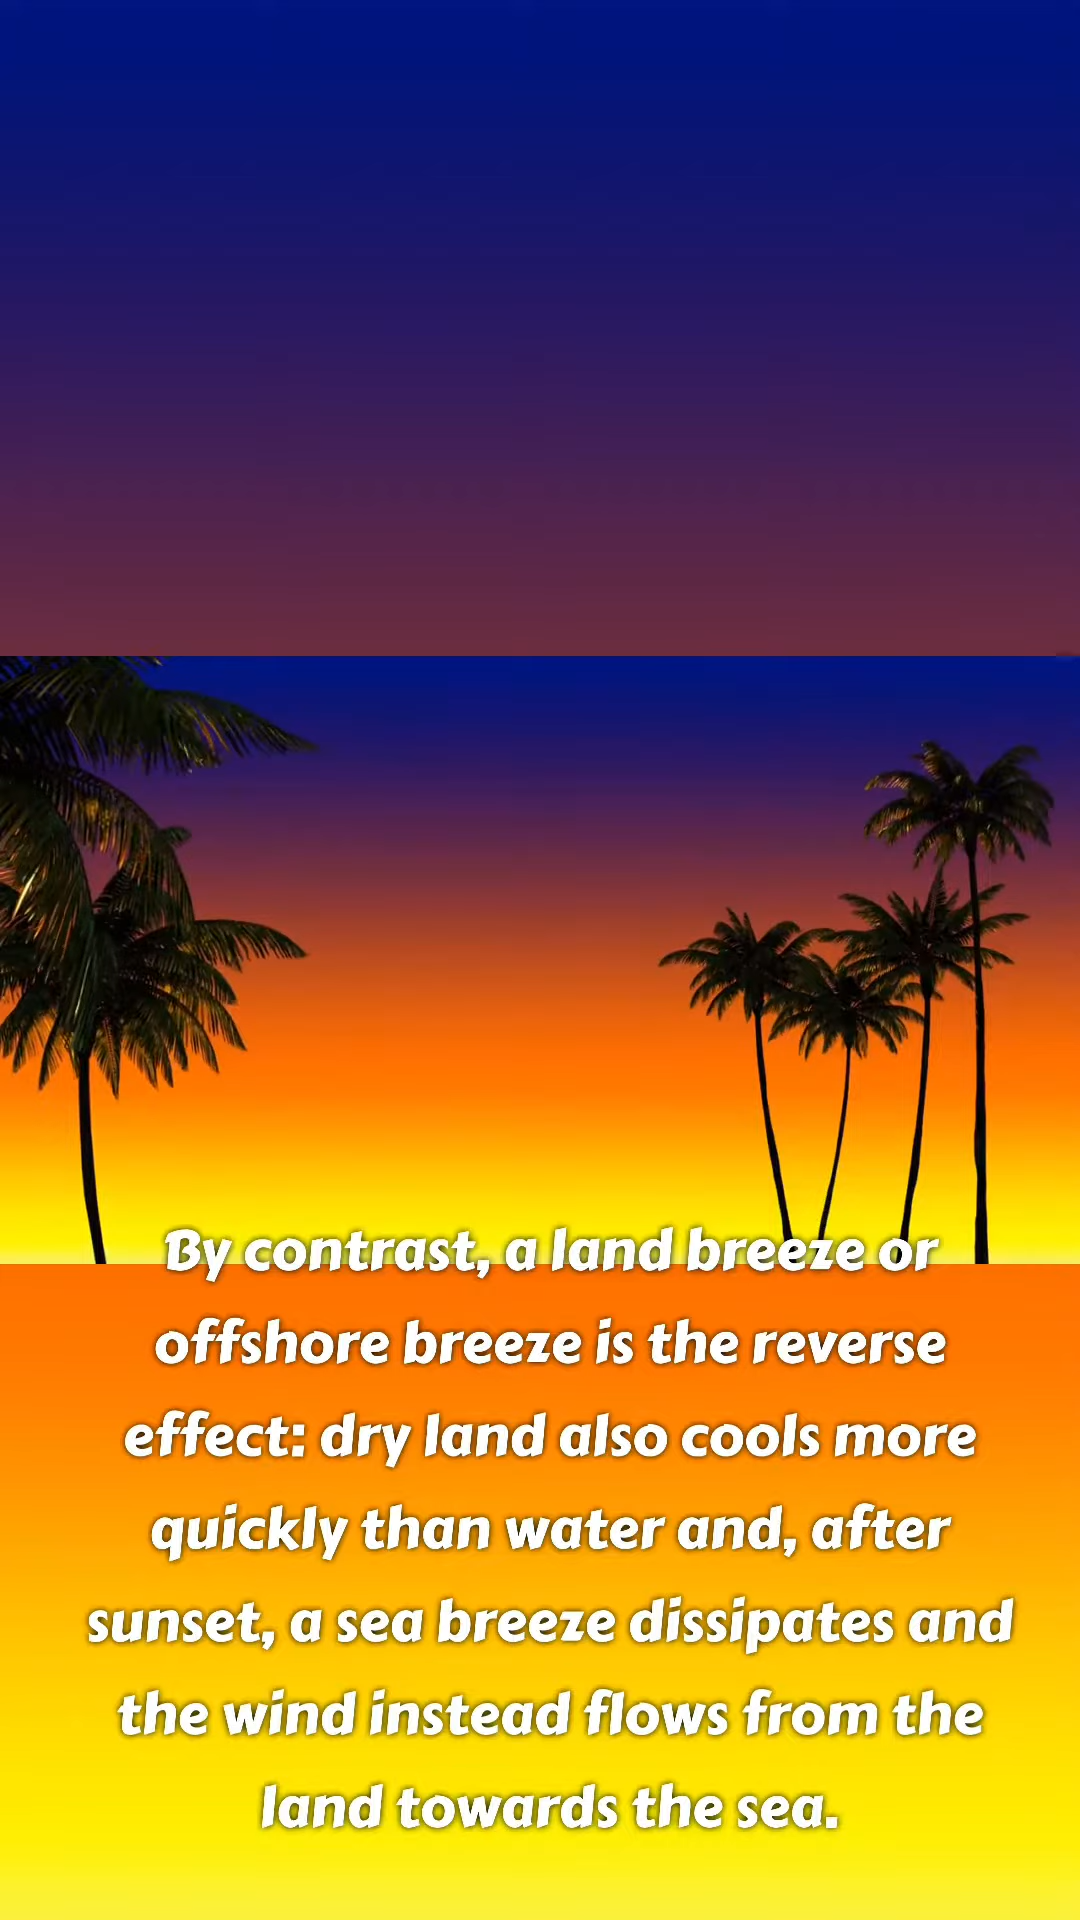 By contrast, a land breeze or
offshore breeze is the reverse
effect: dry land also cools more
quickly than water and, after
sunset, a sea breeze dissipates and
the wind instead flows from the
land towards the sea.